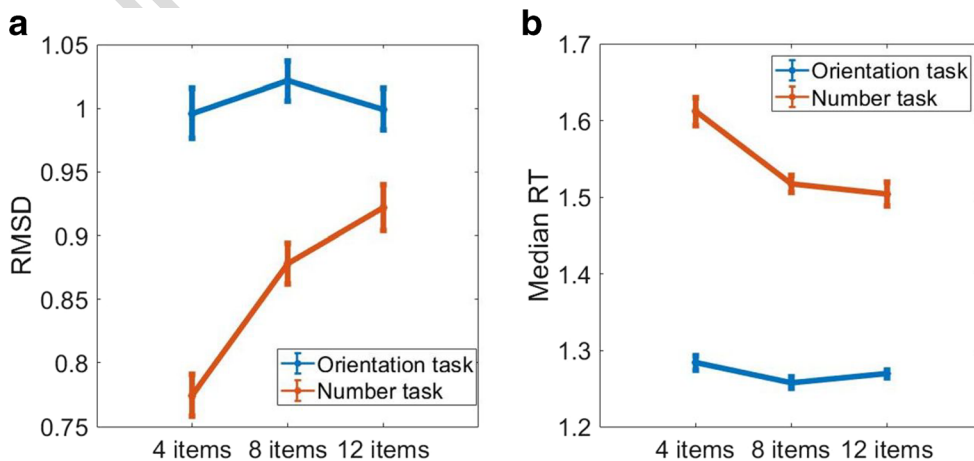 a
RMSD
1.05
1
0.95
0.9
0.85
0.8
0.75
Orientation task
Number task
4 items 8 items 12 items
b
Median RT
1.7
1.6
1.5
1.4
1.3
1.2
Orientation task
Number task
4 items 8 items 12 items